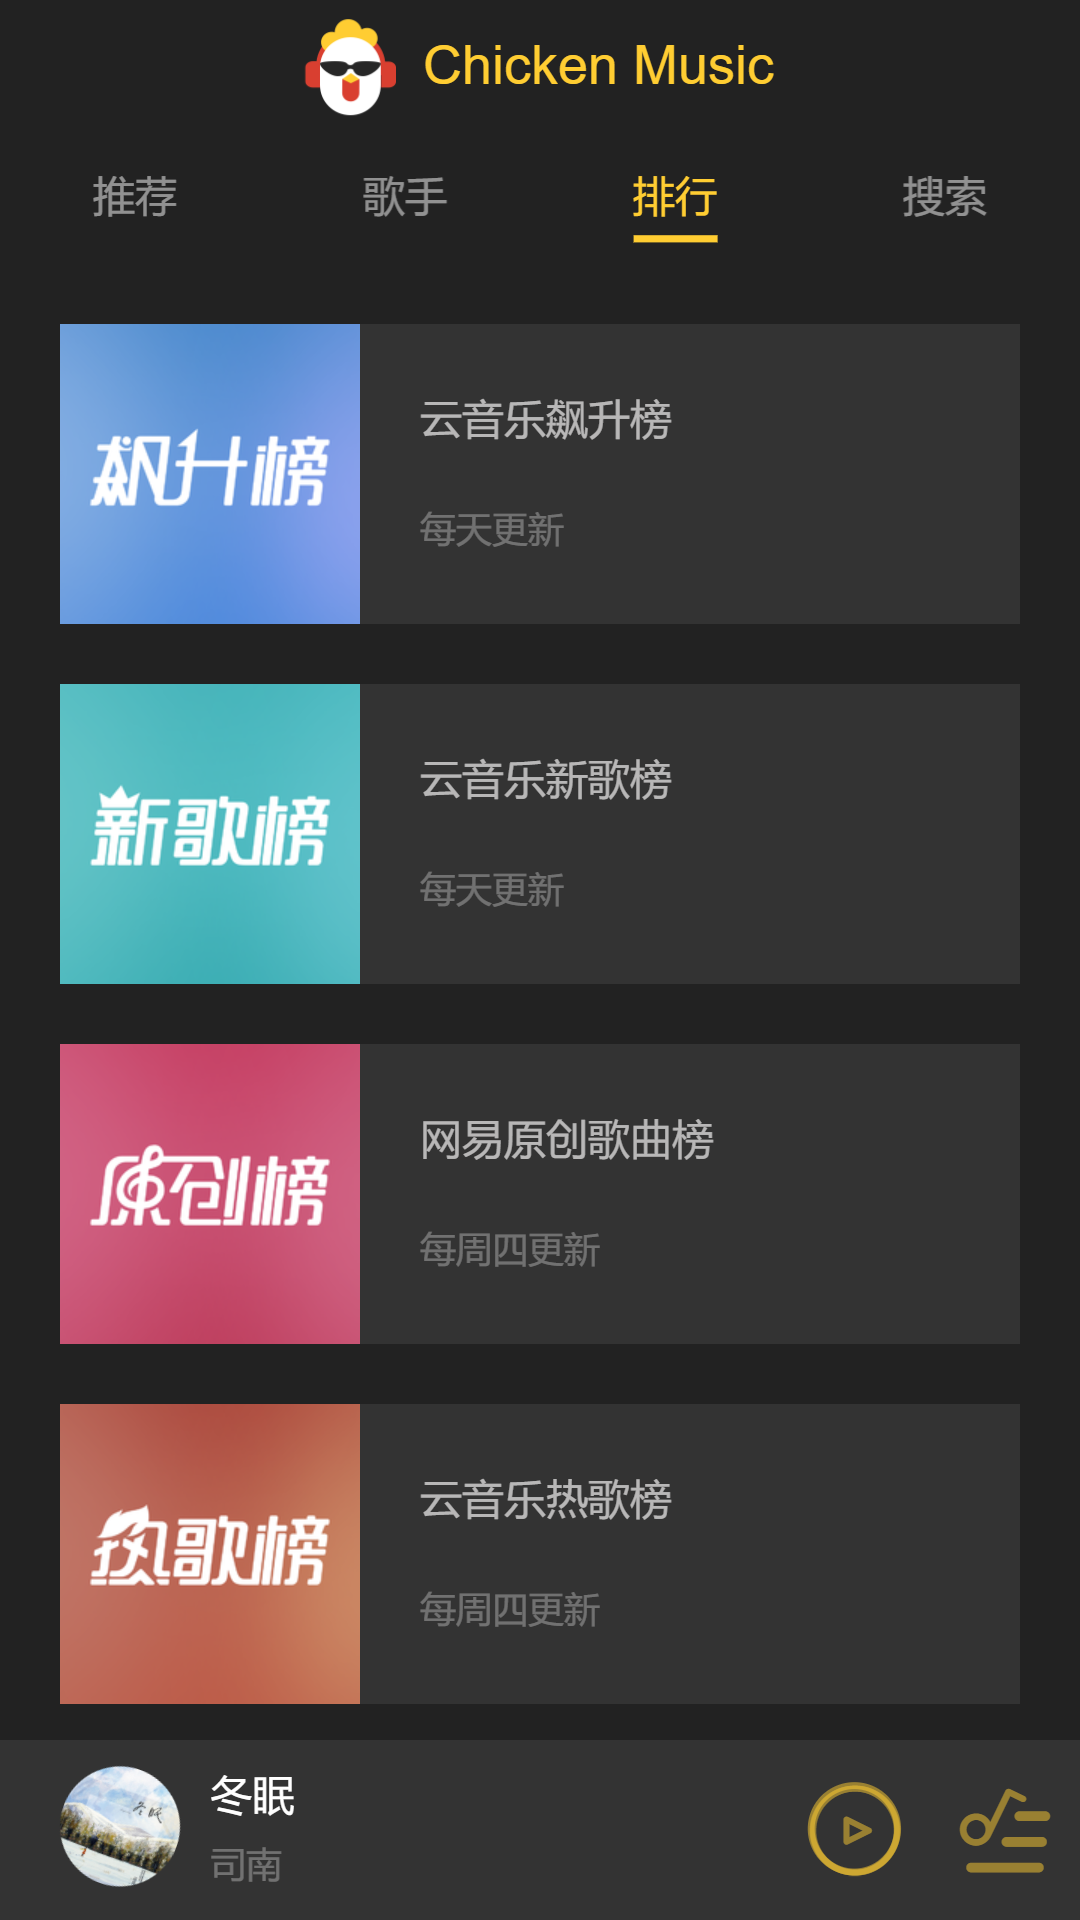 Chicken Music
推荐 歌手 排行 搜索
飙升榜
云音乐飙升榜
每天更新
新歌榜
云音乐新歌榜
每天更新
原创榜
网易原创歌曲榜
每周四更新
热歌榜
云音乐热歌榜
每周四更新
冬眠
冬眠
司南